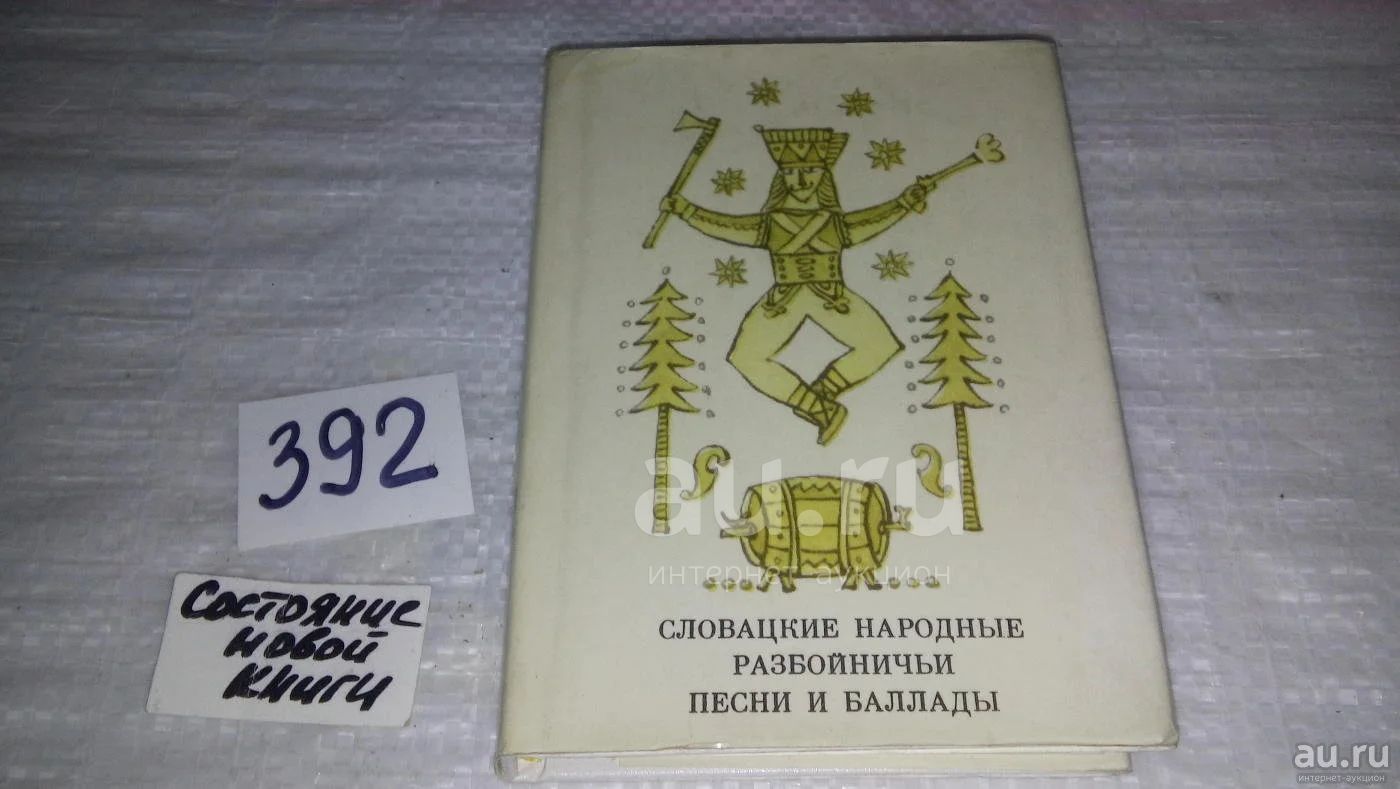 392
Состояние
новой
книги
СЛОВАЦКИЕ НАРОДНЫЕ
РАЗБОЙНИЧЬИ
ПЕСНИ И БАЛЛАДЫ
au.ru
интернет-аукцион
au.ru
интернет-аукцион